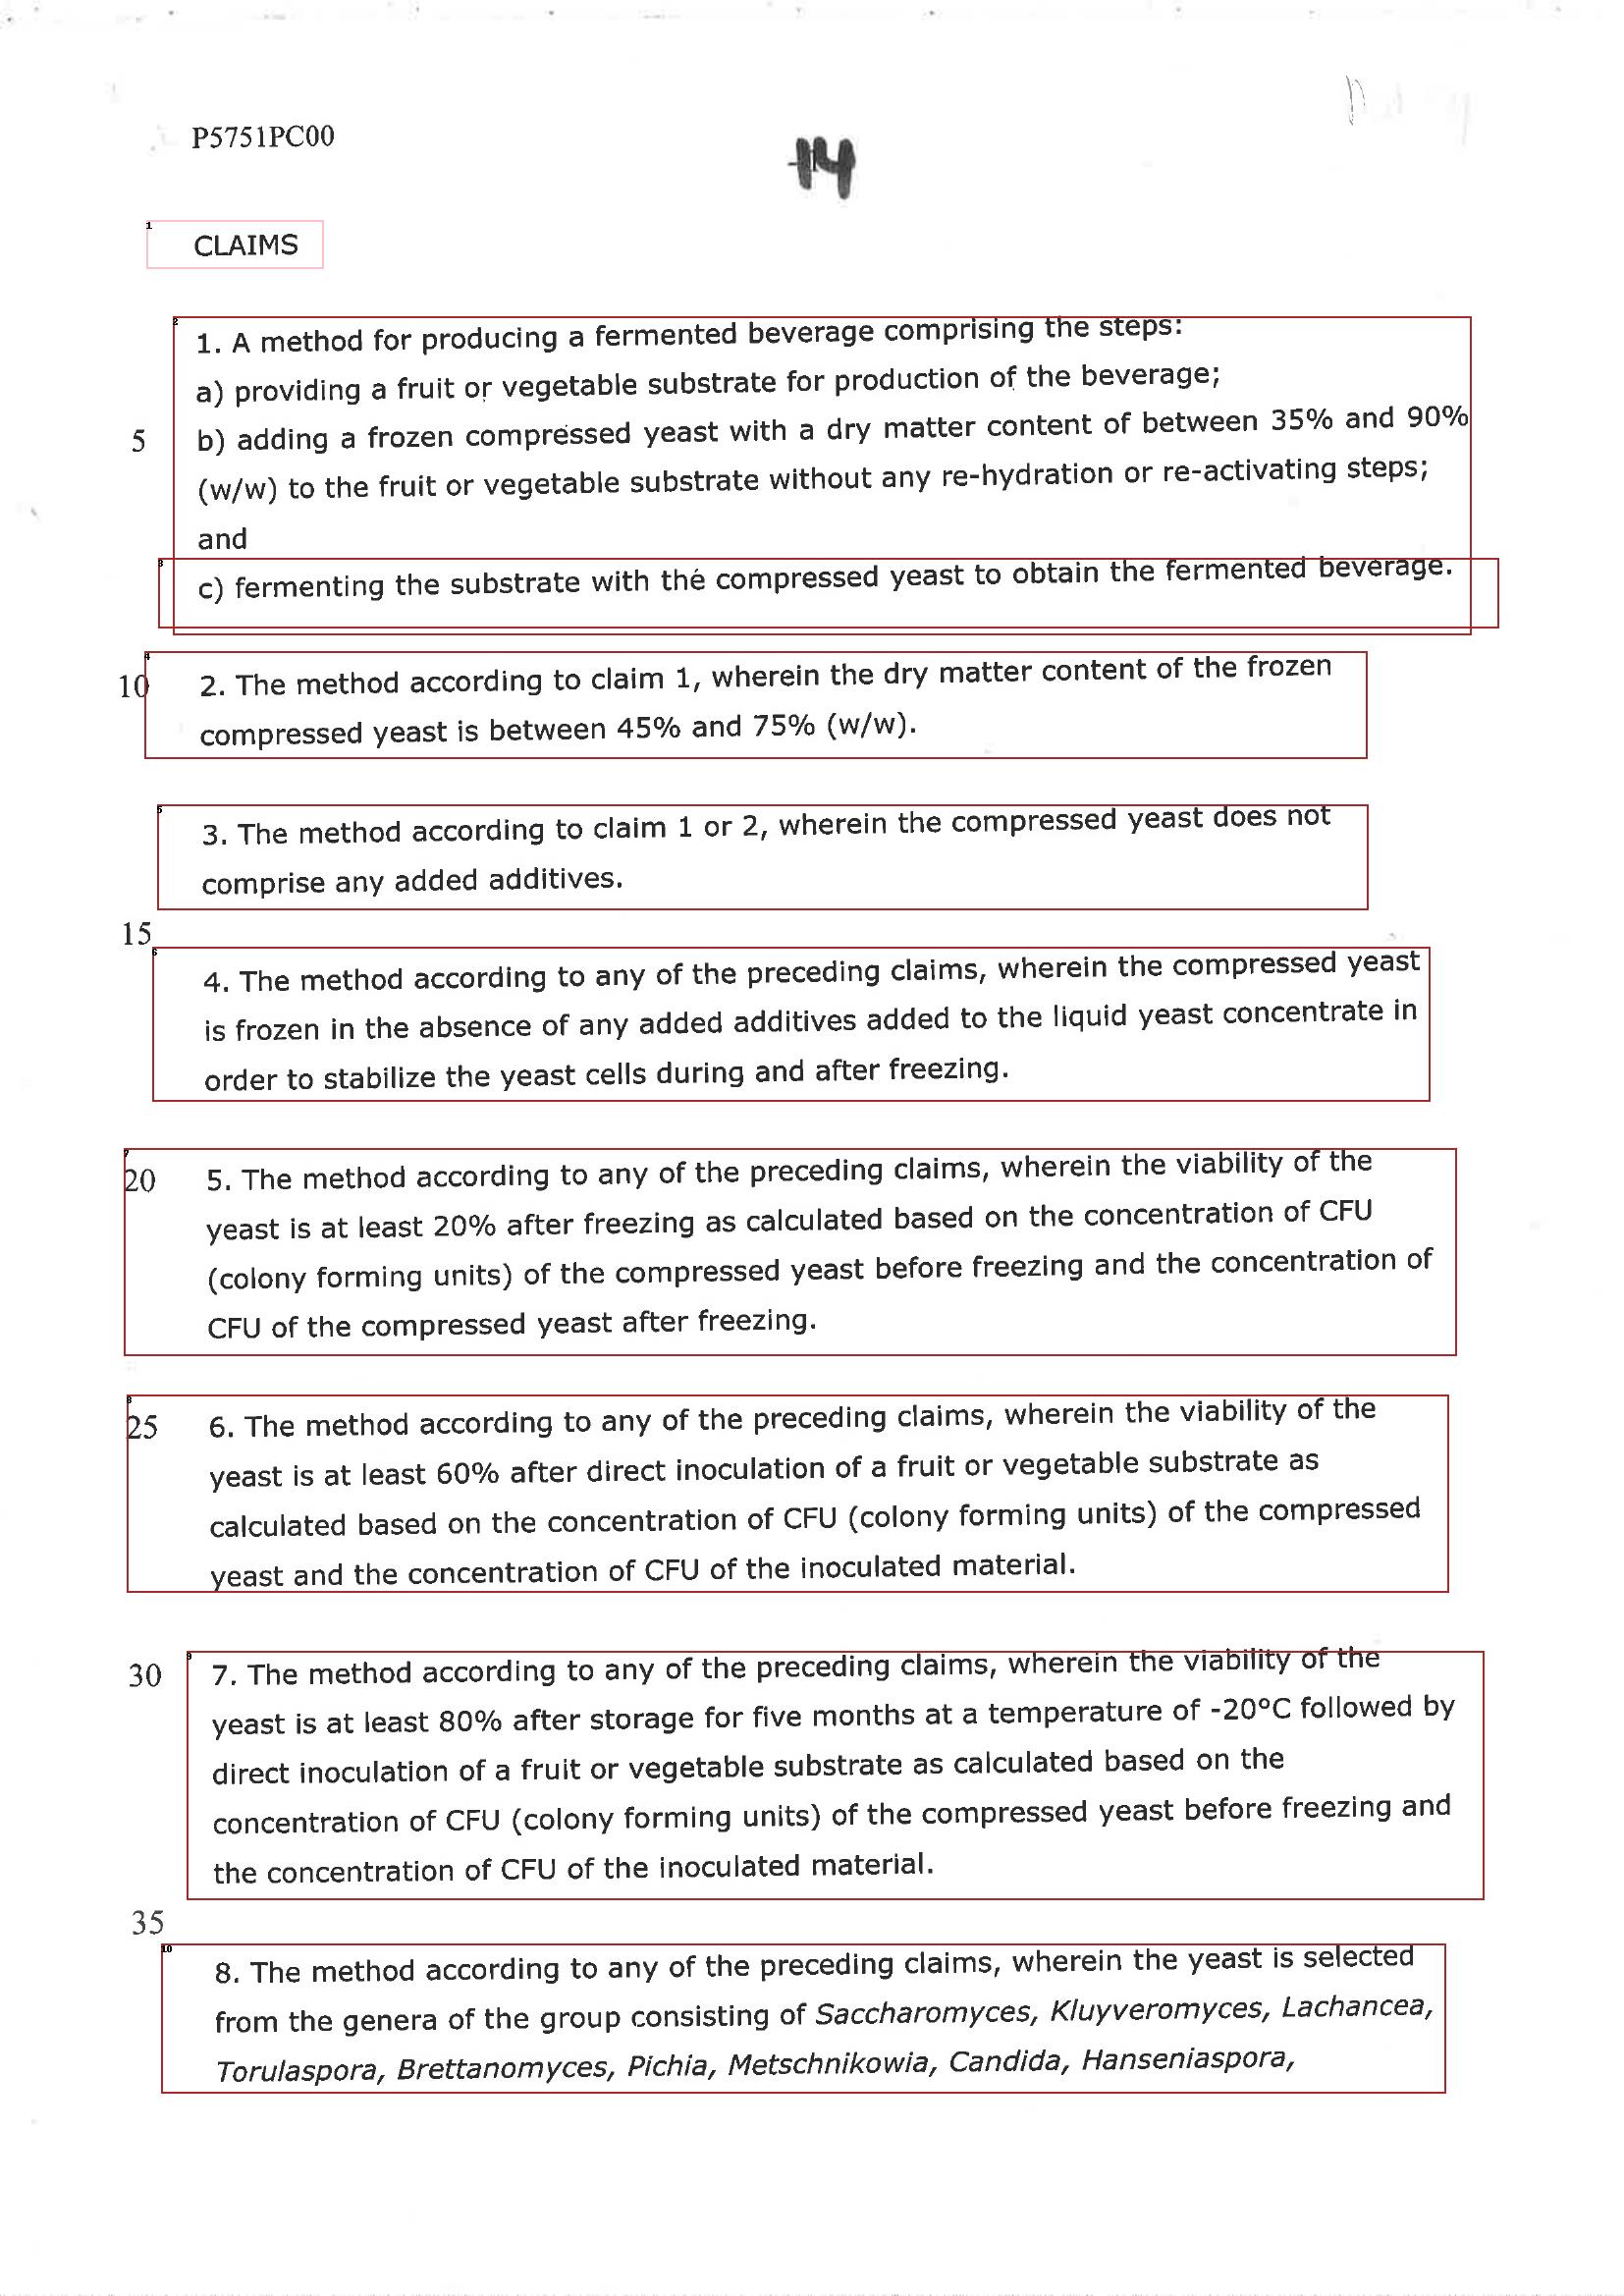 P5751PC00
14
CLAIMS
1. A method for producing a fermented beverage comprising the steps:
a) providing a fruit or vegetable substrate for production of the beverage;
5 b) adding a frozen compressed yeast with a dry matter content of between 35% and 90%
(w/w) to the fruit or vegetable substrate without any re-hydration or re-activating steps;
and
c) fermenting the substrate with the compressed yeast to obtain the fermented beverage.
10 2. The method according to claim 1, wherein the dry matter content of the frozen
compressed yeast is between 45% and 75% (w/w).
3. The method according to claim 1 or 2, wherein the compressed yeast does not
comprise any added additives.
15
4. The method according to any of the preceding claims, wherein the compressed yeast
is frozen in the absence of any added additives added to the liquid yeast concentrate in
order to stabilize the yeast cells during and after freezing.
20 5. The method according to any of the preceding claims, wherein the viability of the
yeast is at least 20% after freezing as calculated based on the concentration of CFU
(colony forming units) of the compressed yeast before freezing and the concentration of
CFU of the compressed yeast after freezing.
25 6. The method according to any of the preceding claims, wherein the viability of the
yeast is at least 60% after direct inoculation of a fruit or vegetable substrate as
calculated based on the concentration of CFU (colony forming units) of the compressed
yeast and the concentration of CFU of the inoculated material.
30 7. The method according to any of the preceding claims, wherein the viability of the
yeast is at least 80% after storage for five months at a temperature of -20°C followed by
direct inoculation of a fruit or vegetable substrate as calculated based on the
concentration of CFU (colony forming units) of the compressed yeast before freezing and
the concentration of CFU of the inoculated material.
35
8. The method according to any of the preceding claims, wherein the yeast is selected
from the genera of the group consisting of Saccharomyces, Kluyveromyces, Lachancea,
Torulaspora, Brettanomyces, Pichia, Metschnikowia, Candida, Hanseniaspora,